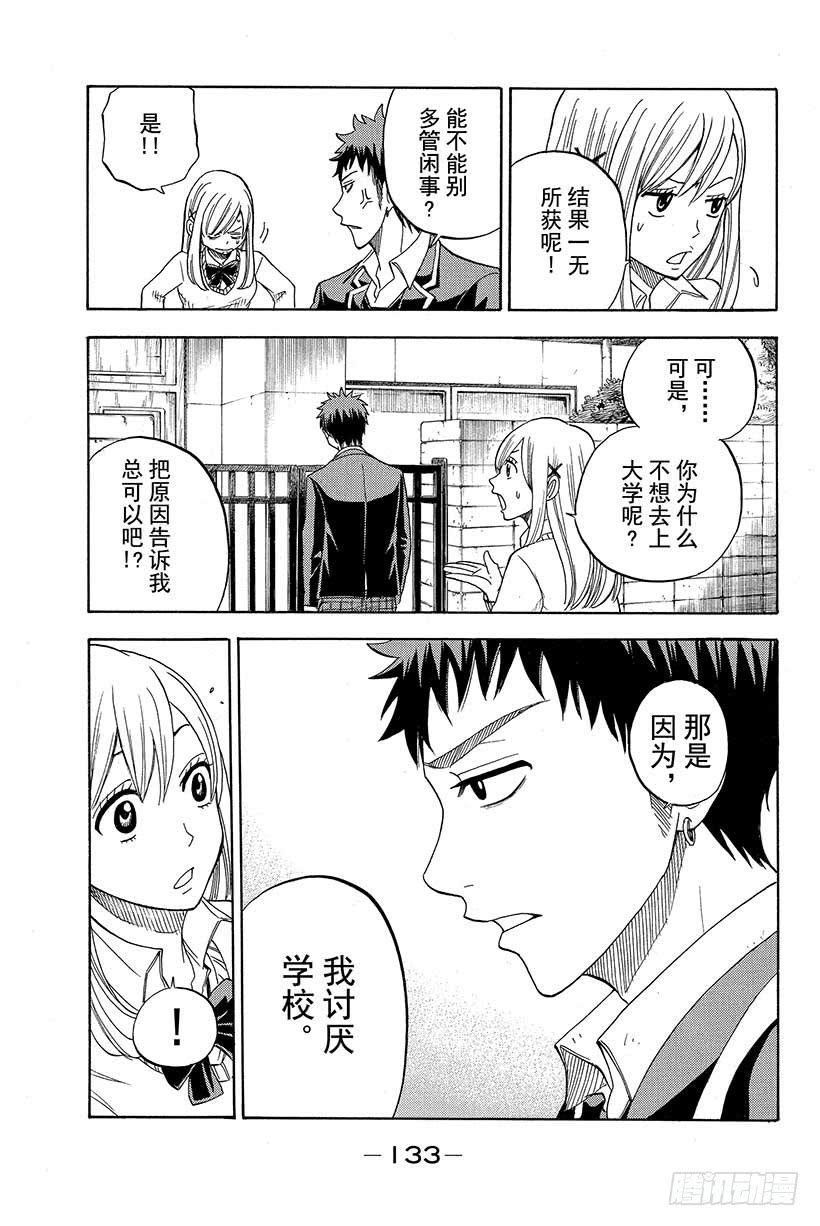 结果一无
所获呢！
能不能别
多管闲事？
是!!
可……
可是，
你为什么
不想去上
大学呢？
把原因告诉我
总可以吧!?
那是
因为，
我讨厌
学校。
！
—133—
腾讯动漫